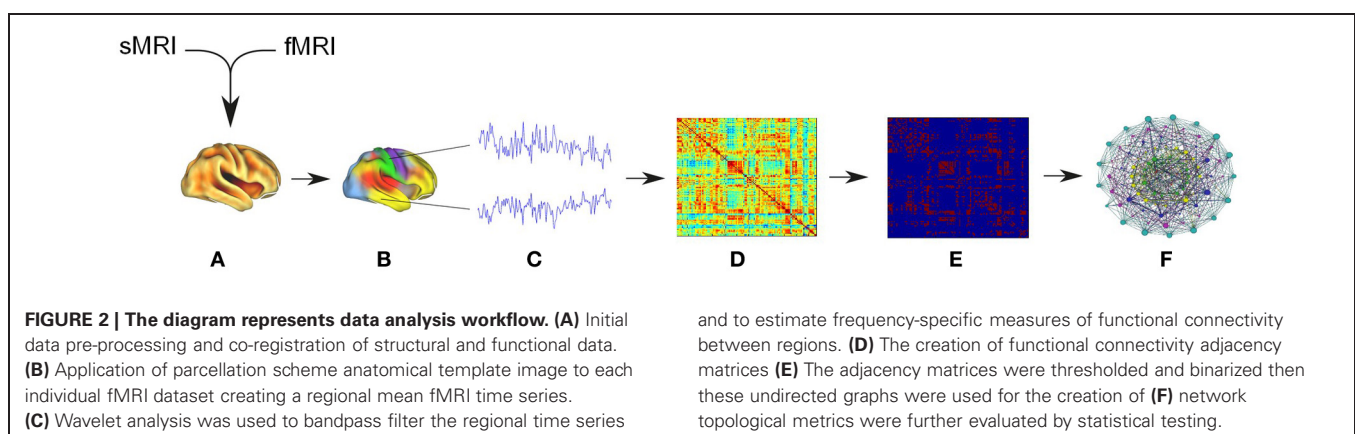 sMRI fMRI
A B C D E F
FIGURE 2 | The diagram represents data analysis workflow. (A) Initial
data pre-processing and co-registration of structural and functional data.
(B) Application of parcellation scheme anatomical template image to each
individual fMRI dataset creating a regional mean fMRI time series.
(C) Wavelet analysis was used to bandpass filter the regional time series
and to estimate frequency-specific measures of functional connectivity
between regions. (D) The creation of functional connectivity adjacency
matrices (E) The adjacency matrices were thresholded and binarized then
these undirected graphs were used for the creation of (F) network
topological metrics were further evaluated by statistical testing.